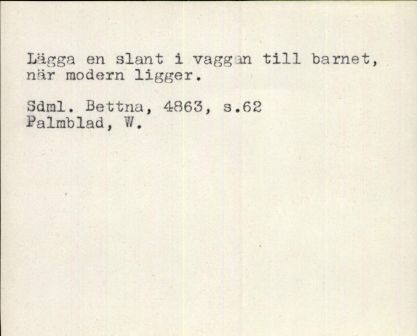 Lägga en slant i vaggan till barnet,
när modern ligger.
Sdml. Bettna, 4863, s.62
Palmblad, W.